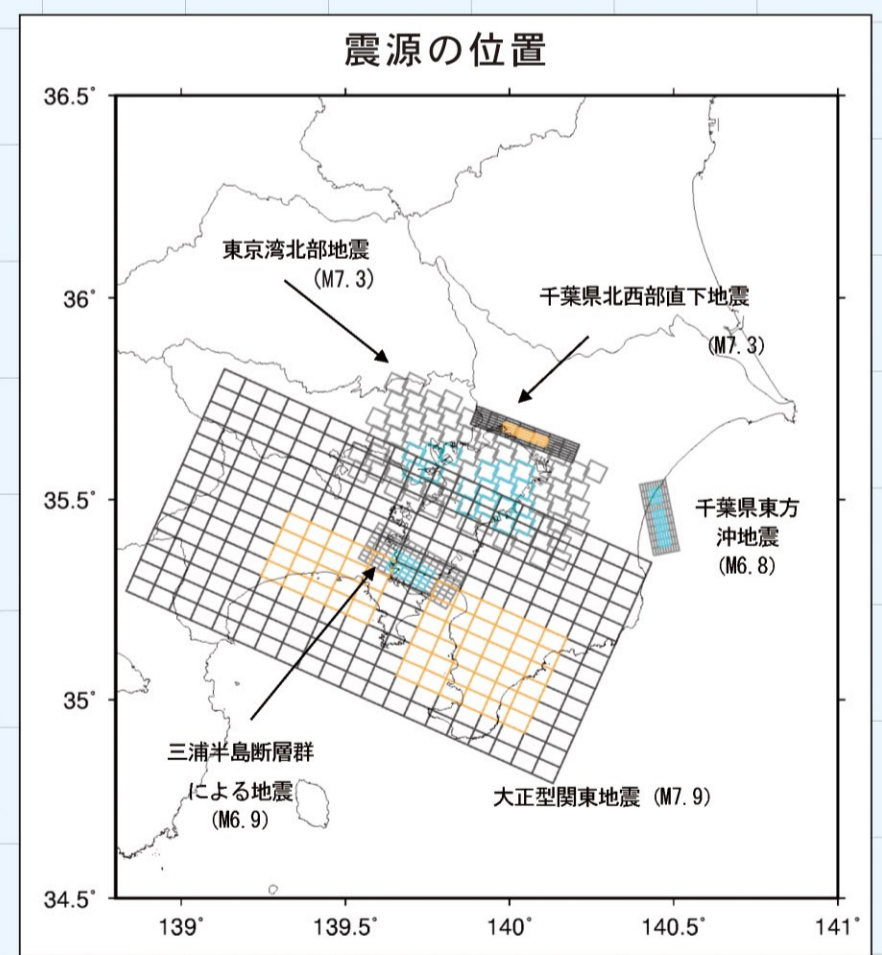 震源の位置
36.5°
東京湾北部地震
(M7.3)
36°
千葉県北西部直下地震
(M7.3)
35.5°
千葉県東方
沖地震
(M6.8)
35°
三浦半島断層群
による地震
(M6.9)
大正型関東地震 (M7.9)
34.5°
139°
139.5°
140°
140.5°
141°